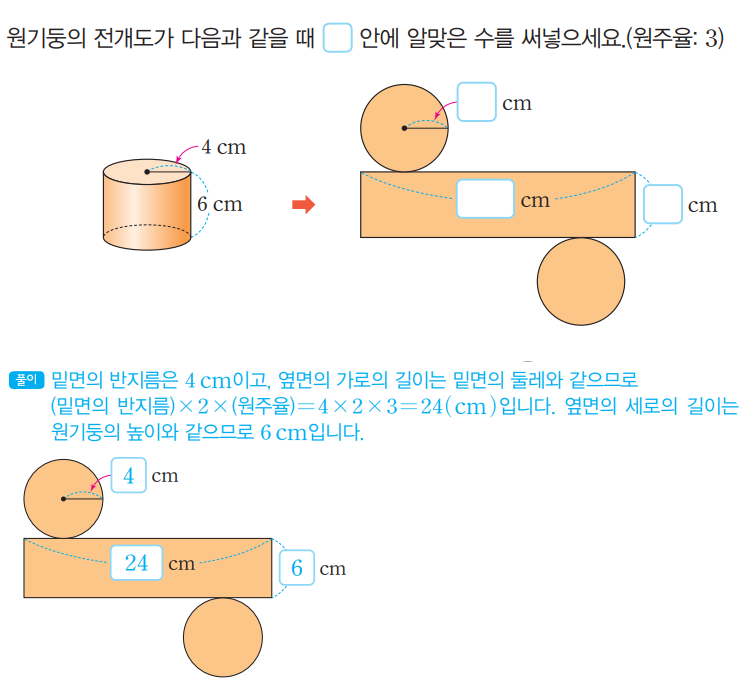 원기둥의 전개도가 다음과 같을 때 □ 안에 알맞은 수를 써넣으세요.(원주율: 3)
cm
4 cm
6 cm
cm
cm
풀이 밑면의 반지름은 4 cm이고, 옆면의 가로의 길이는 밑면의 둘레와 같으므로
(밑면의 반지름)×2×(원주율)=4×2×3=24(cm)입니다. 옆면의 세로의 길이는
원기둥의 높이와 같으므로 6 cm입니다.
4 cm
24 cm
6 cm